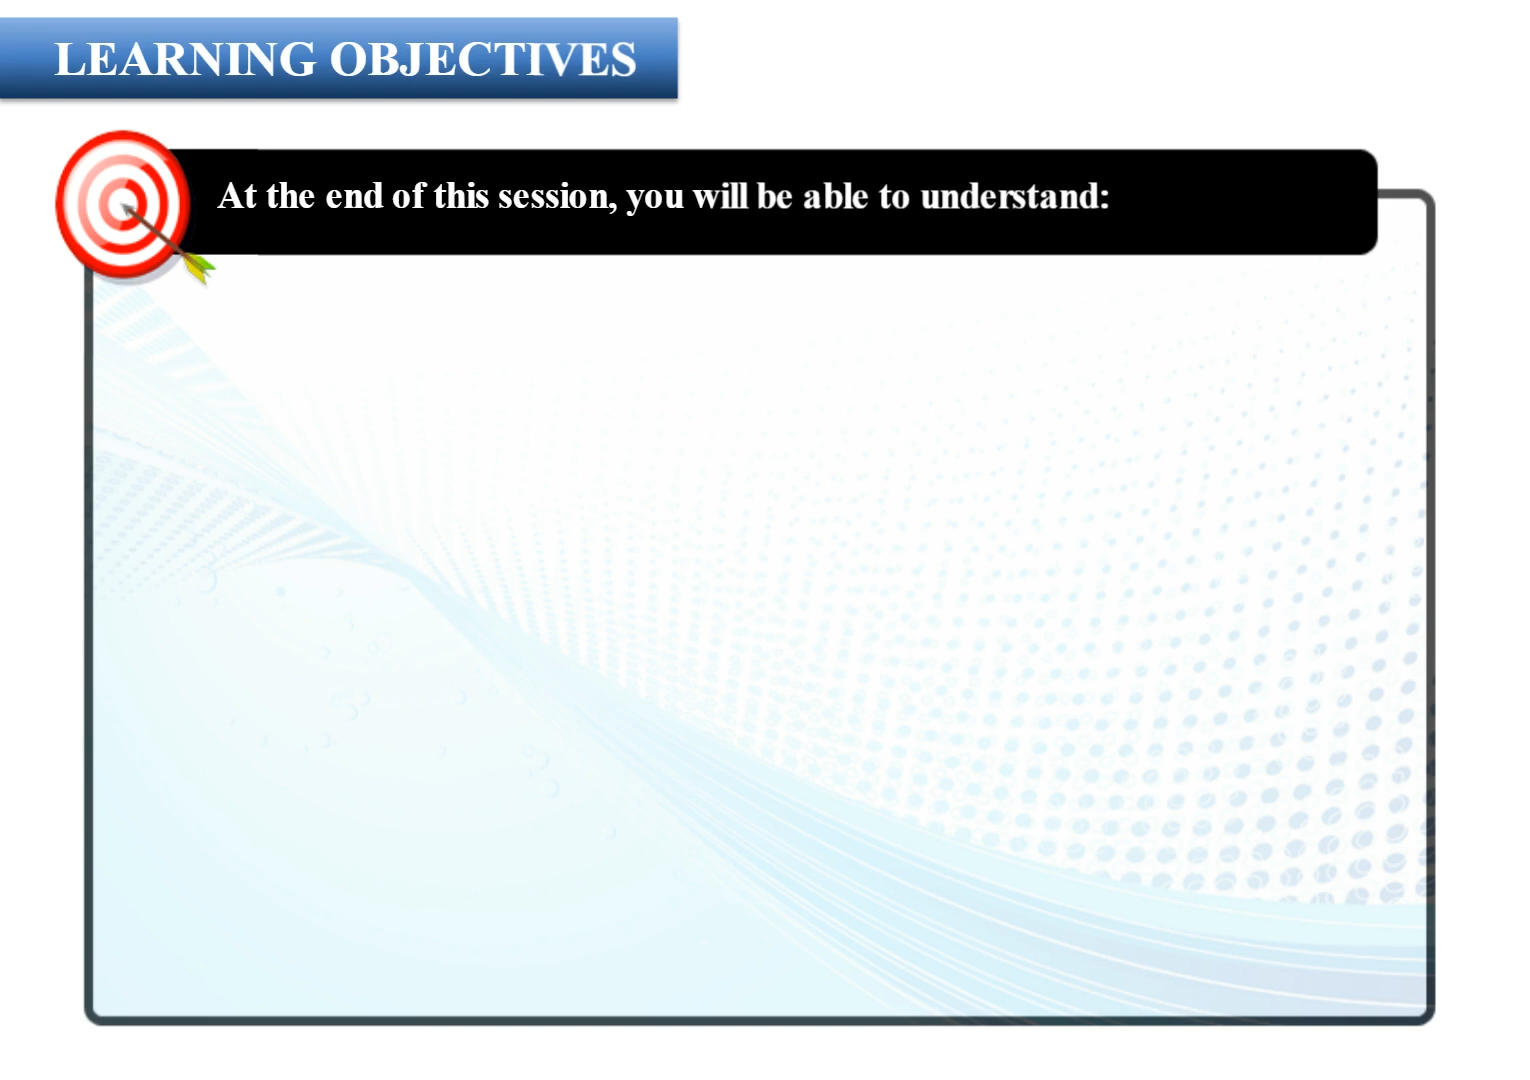 LEARNING OBJECTIVES
At the end of this session, you will be able to understand: